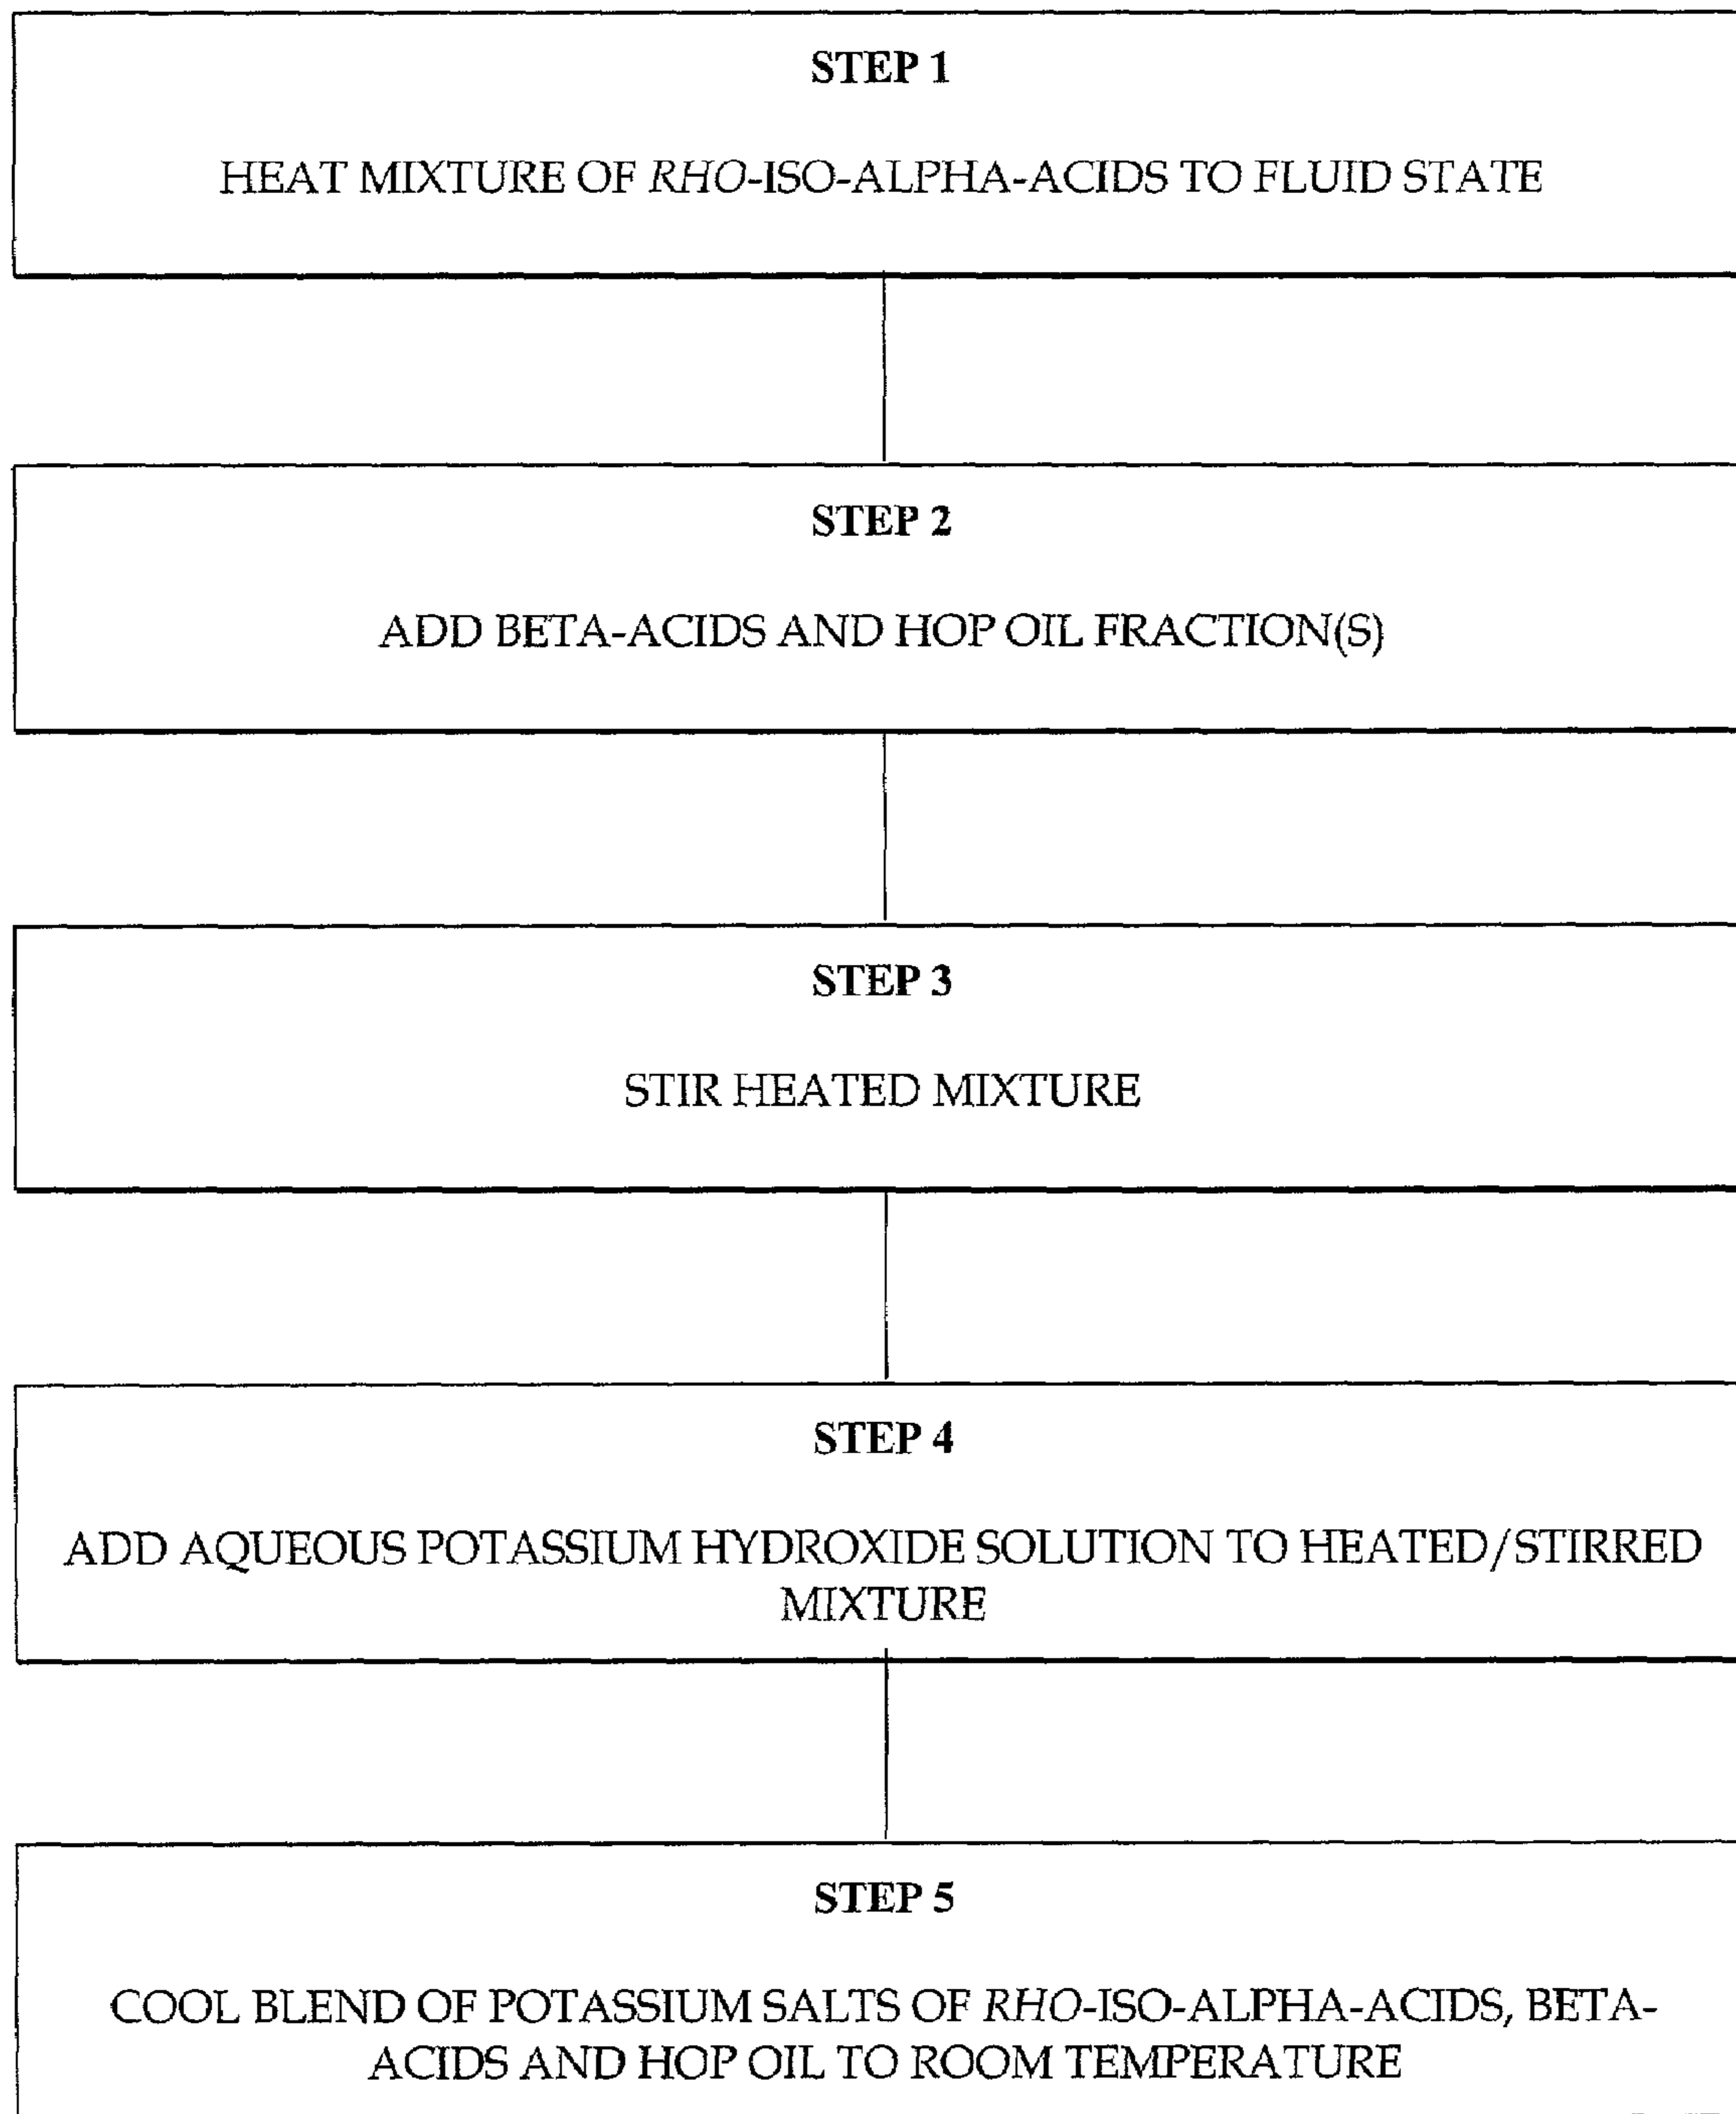 STEP 1
HEAT MIXTURE OF RHO-ISO-ALPHA-ACIDS TO FLUID STATE
STEP 2
ADD BETA-ACIDS AND HOP OIL FRACTION(S)
STEP 3
STIR HEATED MIXTURE
STEP 4
ADD AQUEOUS POTASSIUM HYDROXIDE SOLUTION TO HEATED/STIRRED
MIXTURE
STEP 5
COOL BLEND OF POTASSIUM SALTS OF RHO-ISO-ALPHA-ACIDS, BETA-
ACIDS AND HOP OIL TO ROOM TEMPERATURE